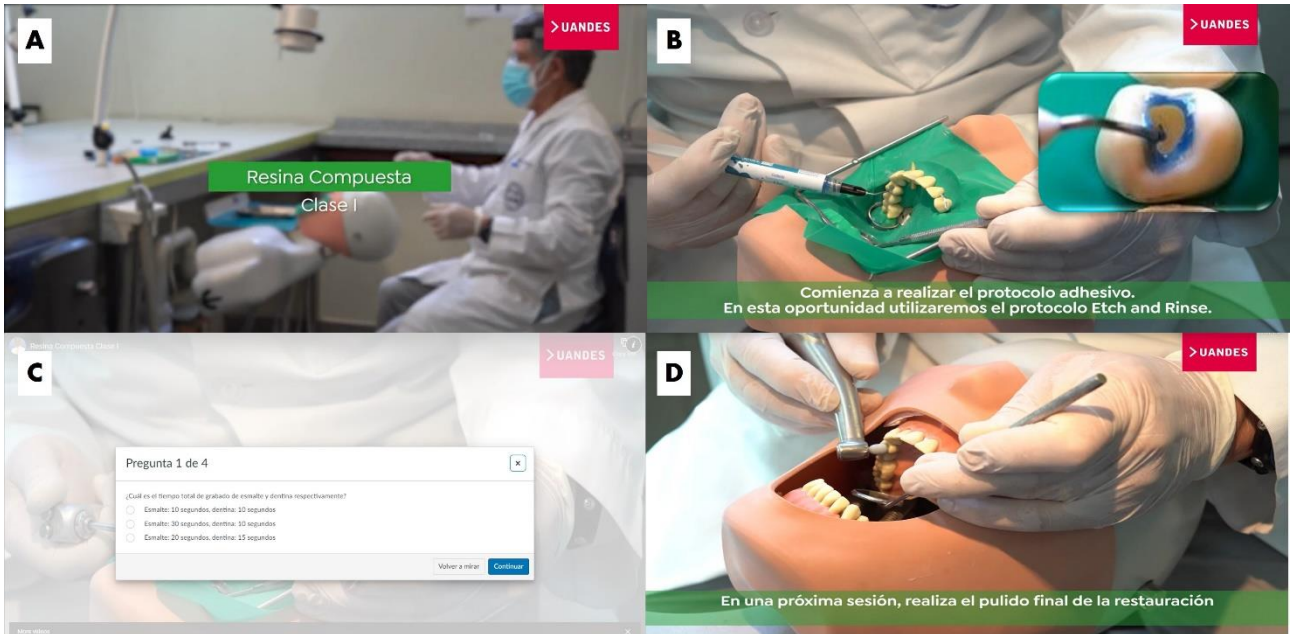 A
>UANDES
Resina Compuesta
Clase I
B
>UANDES
Comienza a realizar el protocolo adhesivo.
En esta oportunidad utilizaremos el protocolo Etch and Rinse.
C
Resina Compuesta Clase I
>UANDES
Pregunta 1 de 4
¿Cuál es el tiempo total de grabado de esmalte y dentina respectivamente?
Esmalte: 10 segundos, dentina: 10 segundos
Esmalte: 30 segundos, dentina: 10 segundos
Esmalte: 20 segundos, dentina: 15 segundos
Volver a mirar
Continuar
D
>UANDES
En una próxima sesión, realiza el pulido final de la restauración